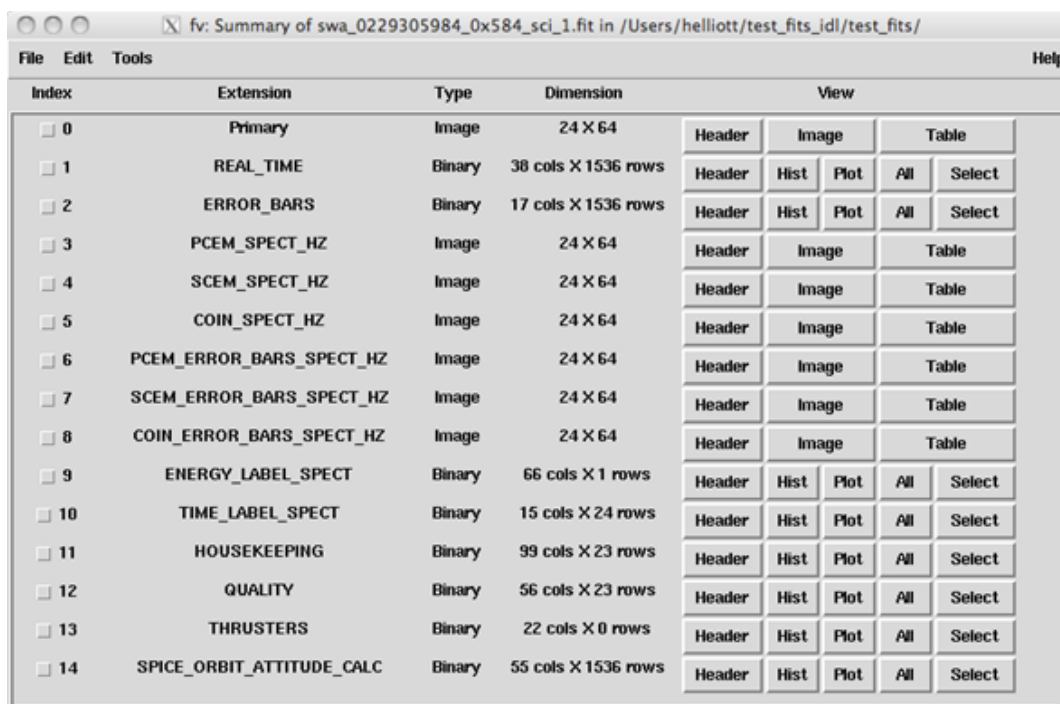 X fv: Summary of swa_0229305984_0x584_sci_1.fit in /Users/helliott/test_fits_idl/test_fits/
File Edit Tools Help
Index Extension Type Dimension View
0 Primary Image 24 X 64 Header Image Table
1 REAL_TIME Binary 38 cols X 1536 rows Header Hist Plot All Select
2 ERROR_BARS Binary 17 cols X 1536 rows Header Hist Plot All Select
3 PCEM_SPECT_HZ Image 24 X 64 Header Image Table
4 SCEM_SPECT_HZ Image 24 X 64 Header Image Table
5 COIN_SPECT_HZ Image 24 X 64 Header Image Table
6 PCEM_ERROR_BARS_SPECT_HZ Image 24 X 64 Header Image Table
7 SCEM_ERROR_BARS_SPECT_HZ Image 24 X 64 Header Image Table
8 COIN_ERROR_BARS_SPECT_HZ Image 24 X 64 Header Image Table
9 ENERGY_LABEL_SPECT Binary 66 cols X 1 rows Header Hist Plot All Select
10 TIME_LABEL_SPECT Binary 15 cols X 24 rows Header Hist Plot All Select
11 HOUSEKEEPING Binary 99 cols X 23 rows Header Hist Plot All Select
12 QUALITY Binary 56 cols X 23 rows Header Hist Plot All Select
13 THRUSTERS Binary 22 cols X 0 rows Header Hist Plot All Select
14 SPICE_ORBIT_ATTITUDE_CALC Binary 55 cols X 1536 rows Header Hist Plot All Select